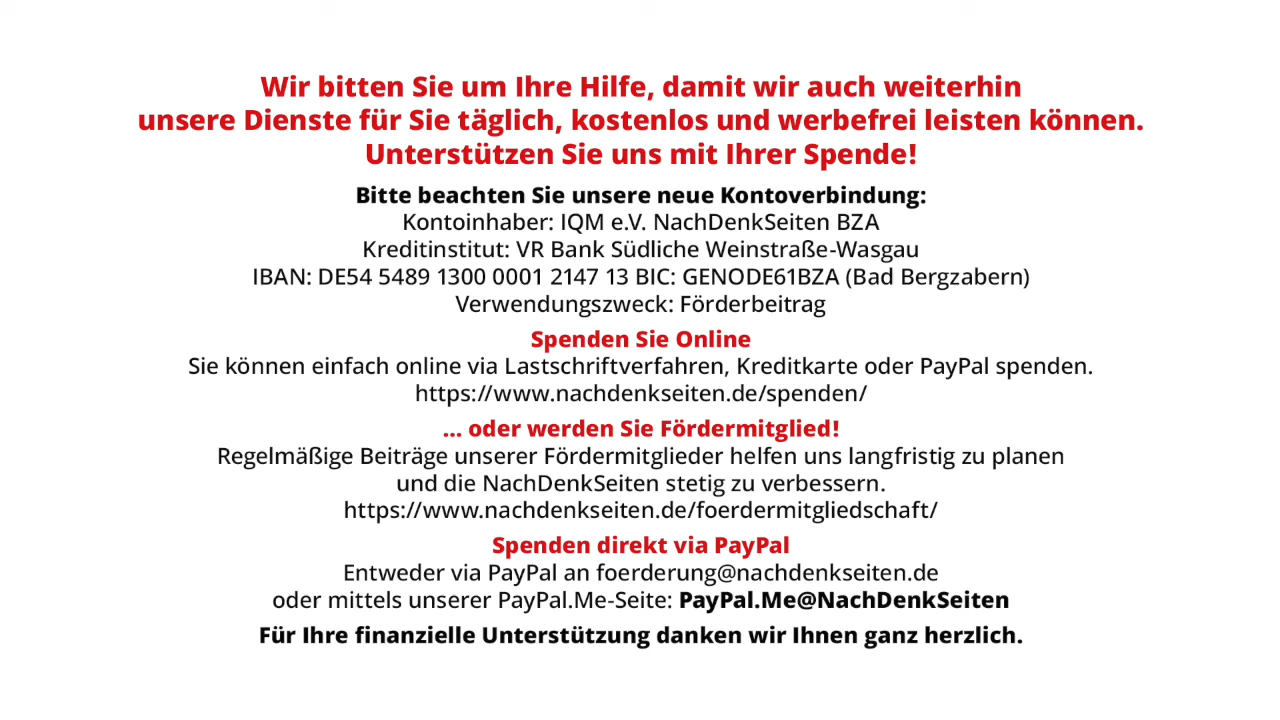 Wir bitten Sie um Ihre Hilfe, damit wir auch weiterhin
unsere Dienste für Sie täglich, kostenlos und werbefrei leisten können.
Unterstützen Sie uns mit Ihrer Spende!
Bitte beachten Sie unsere neue Kontoverbindung:
Kontoinhaber: IQM e.V. NachDenkSeiten BZA
Kreditinstitut: VR Bank Südliche Weinstraße-Wasgau
IBAN: DE54 5489 1300 0001 2147 13 BIC: GENODE61BZA (Bad Bergzabern)
Verwendungszweck: Förderbeitrag
Spenden Sie Online
Sie können einfach online via Lastschriftverfahren, Kreditkarte oder PayPal spenden.
https://www.nachdenkseiten.de/spenden/
... oder werden Sie Fördermitglied!
Regelmäßige Beiträge unserer Fördermitglieder helfen uns langfristig zu planen
und die NachDenkSeiten stetig zu verbessern.
https://www.nachdenkseiten.de/foerdermitgliedschaft/
Spenden direkt via PayPal
Entweder via PayPal an foerderung@nachdenkseiten.de
oder mittels unserer PayPal.Me-Seite: PayPal.Me@NachDenkSeiten
Für Ihre finanzielle Unterstützung danken wir Ihnen ganz herzlich.